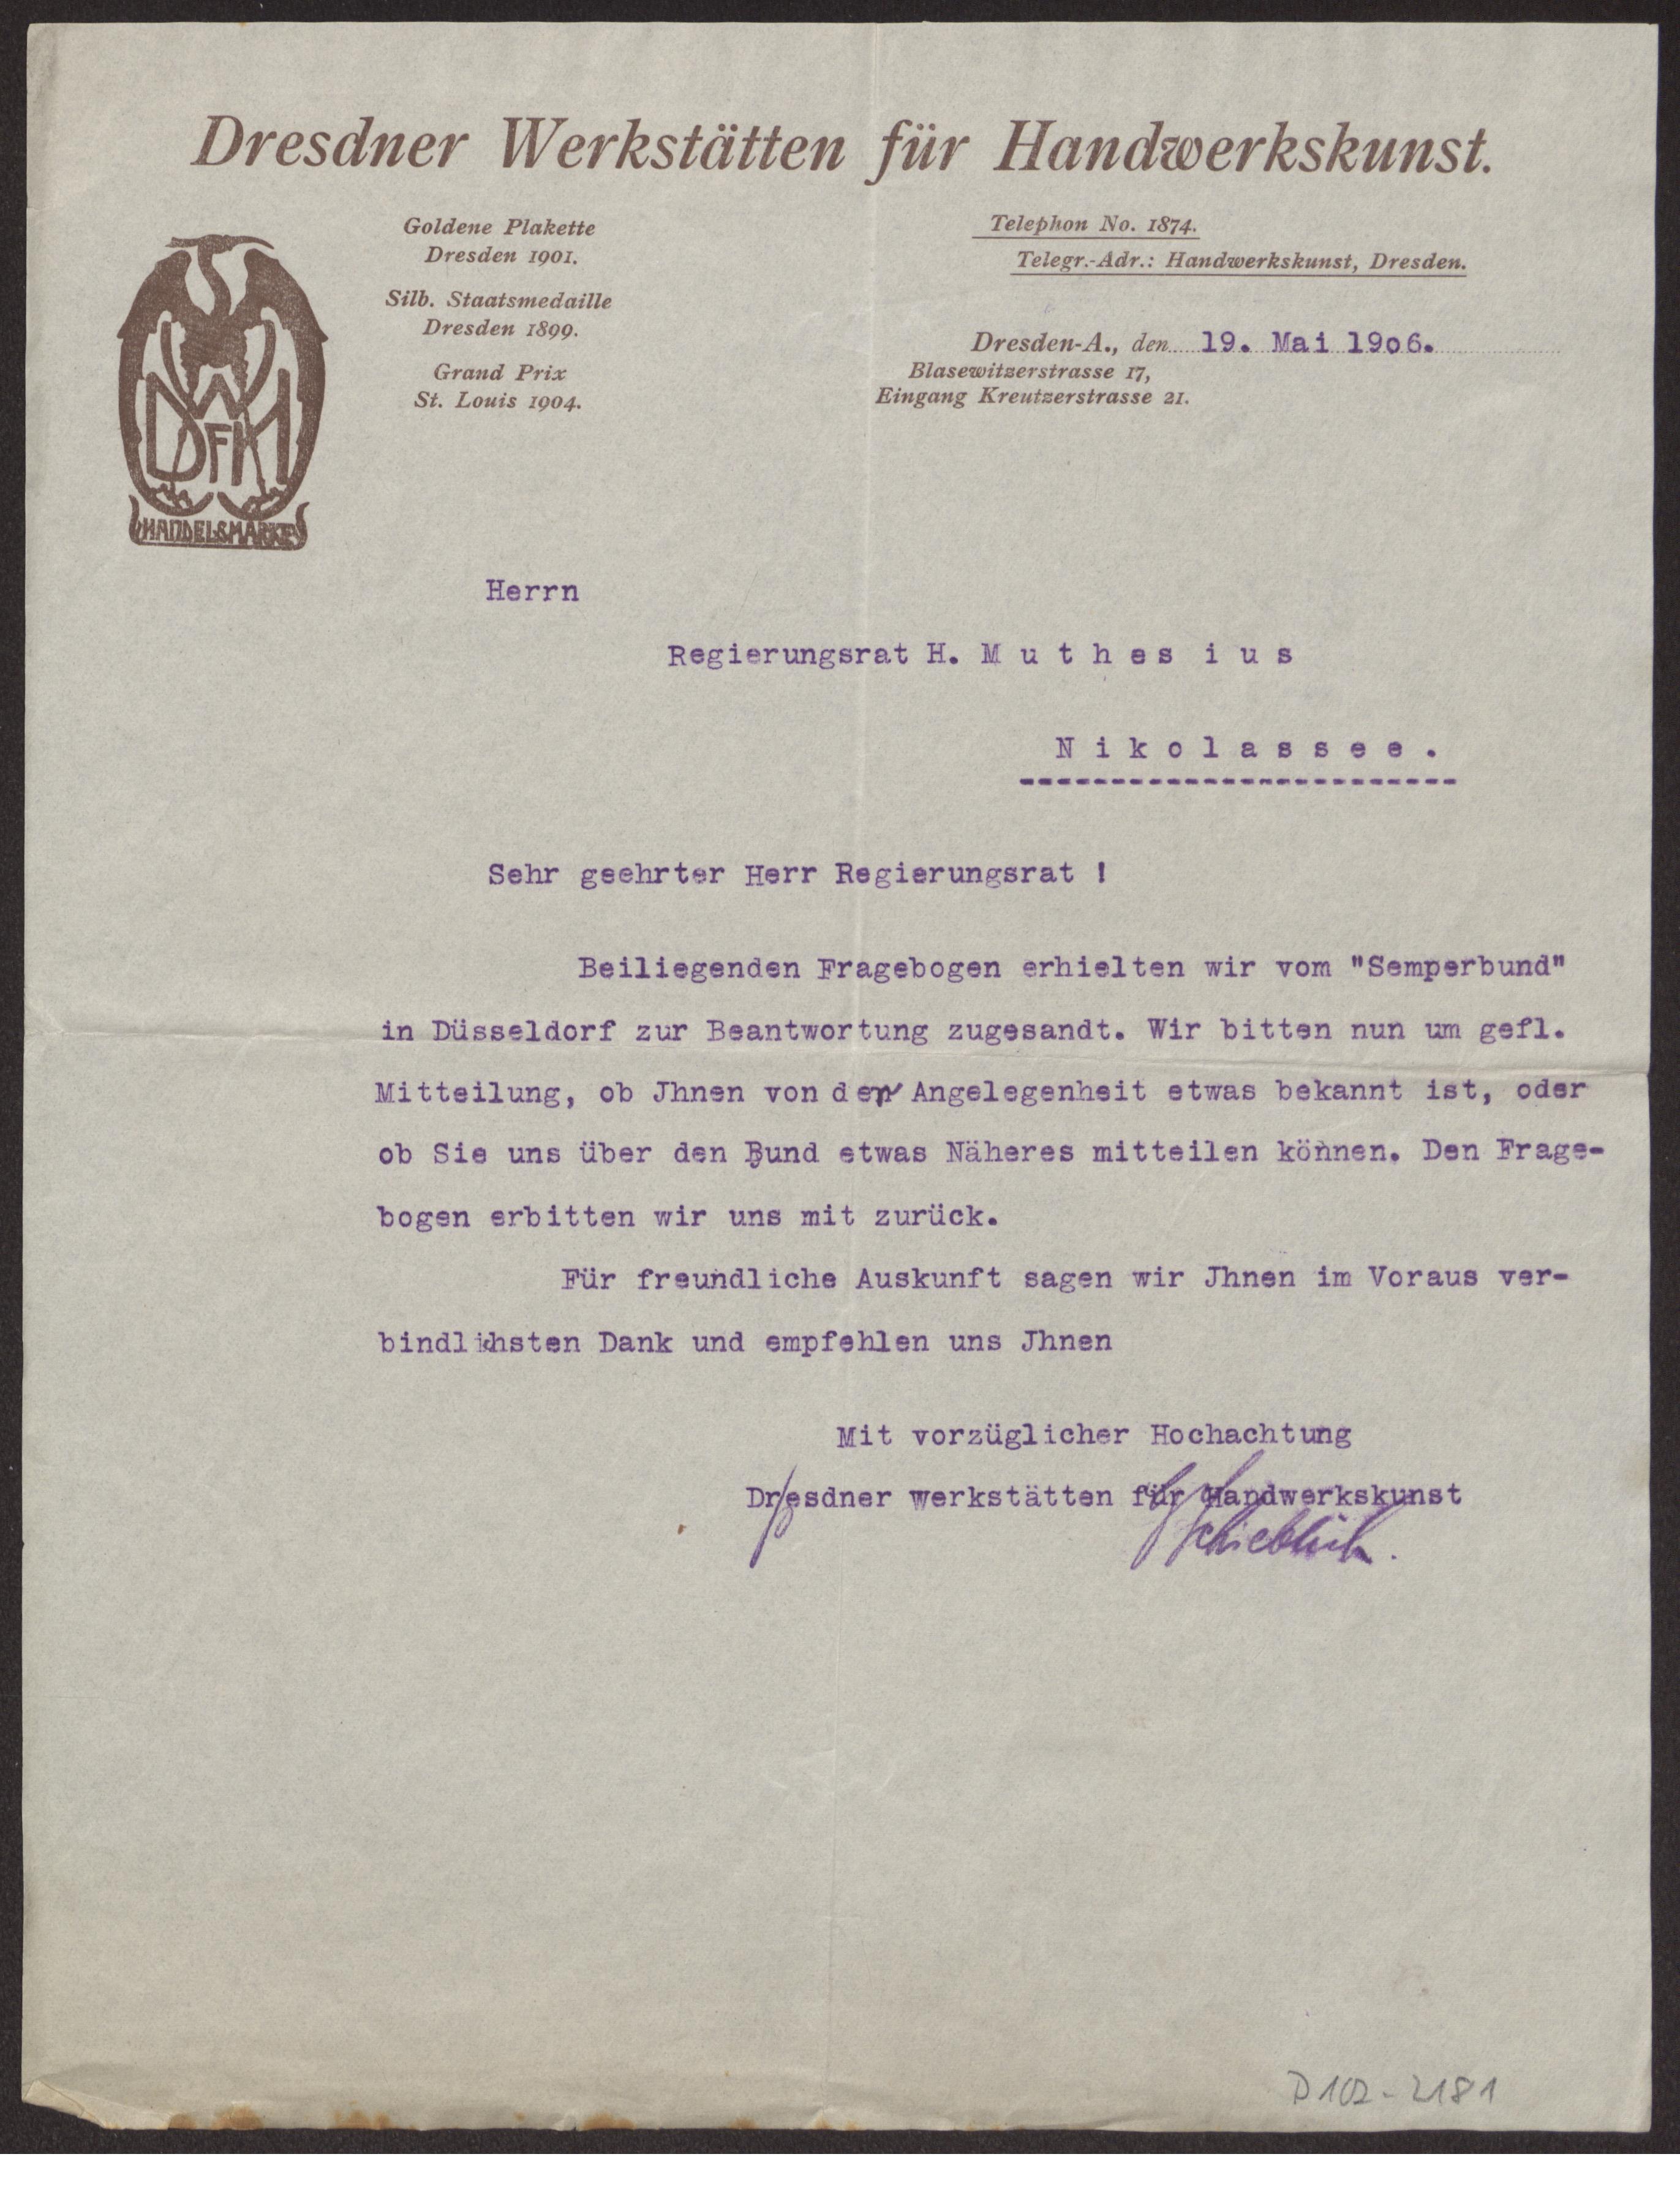 Dresdner Werkstätten für Handwerkskunst.
Goldene Plakette
Dresden 1901.
Silb. Staatsmedaille
Dresden 1899.
Grand Prix
St. Louis 1904.
Telephon No. 1874.
Telegr.-Adr.: Handwerkskunst, Dresden.
Dresden-A., den 19. Mai 1906.
Blasewitzerstrasse 17,
Eingang Kreutzerstrasse 21.
DWFH
HANDELSMARKE
Herrn
Regierungsrat H. M u t h e s i u s
N i k o l a s s e e .
Sehr geehrter Herr Regierungsrat !
Beiliegenden Fragebogen erhielten wir vom "Semperbund"
in Düsseldorf zur Beantwortung zugesandt. Wir bitten nun um gefl.
Mitteilung, ob Jhnen von der Angelegenheit etwas bekannt ist, oder
ob Sie uns über den Bund etwas Näheres mitteilen können. Den Frage-
bogen erbitten wir uns mit zurück.
Für freundliche Auskunft sagen wir Jhnen im Voraus ver-
bindlichsten Dank und empfehlen uns Jhnen
Mit vorzüglicher Hochachtung
Dresdner Werkstätten für Handwerkskunst
D 102-2181